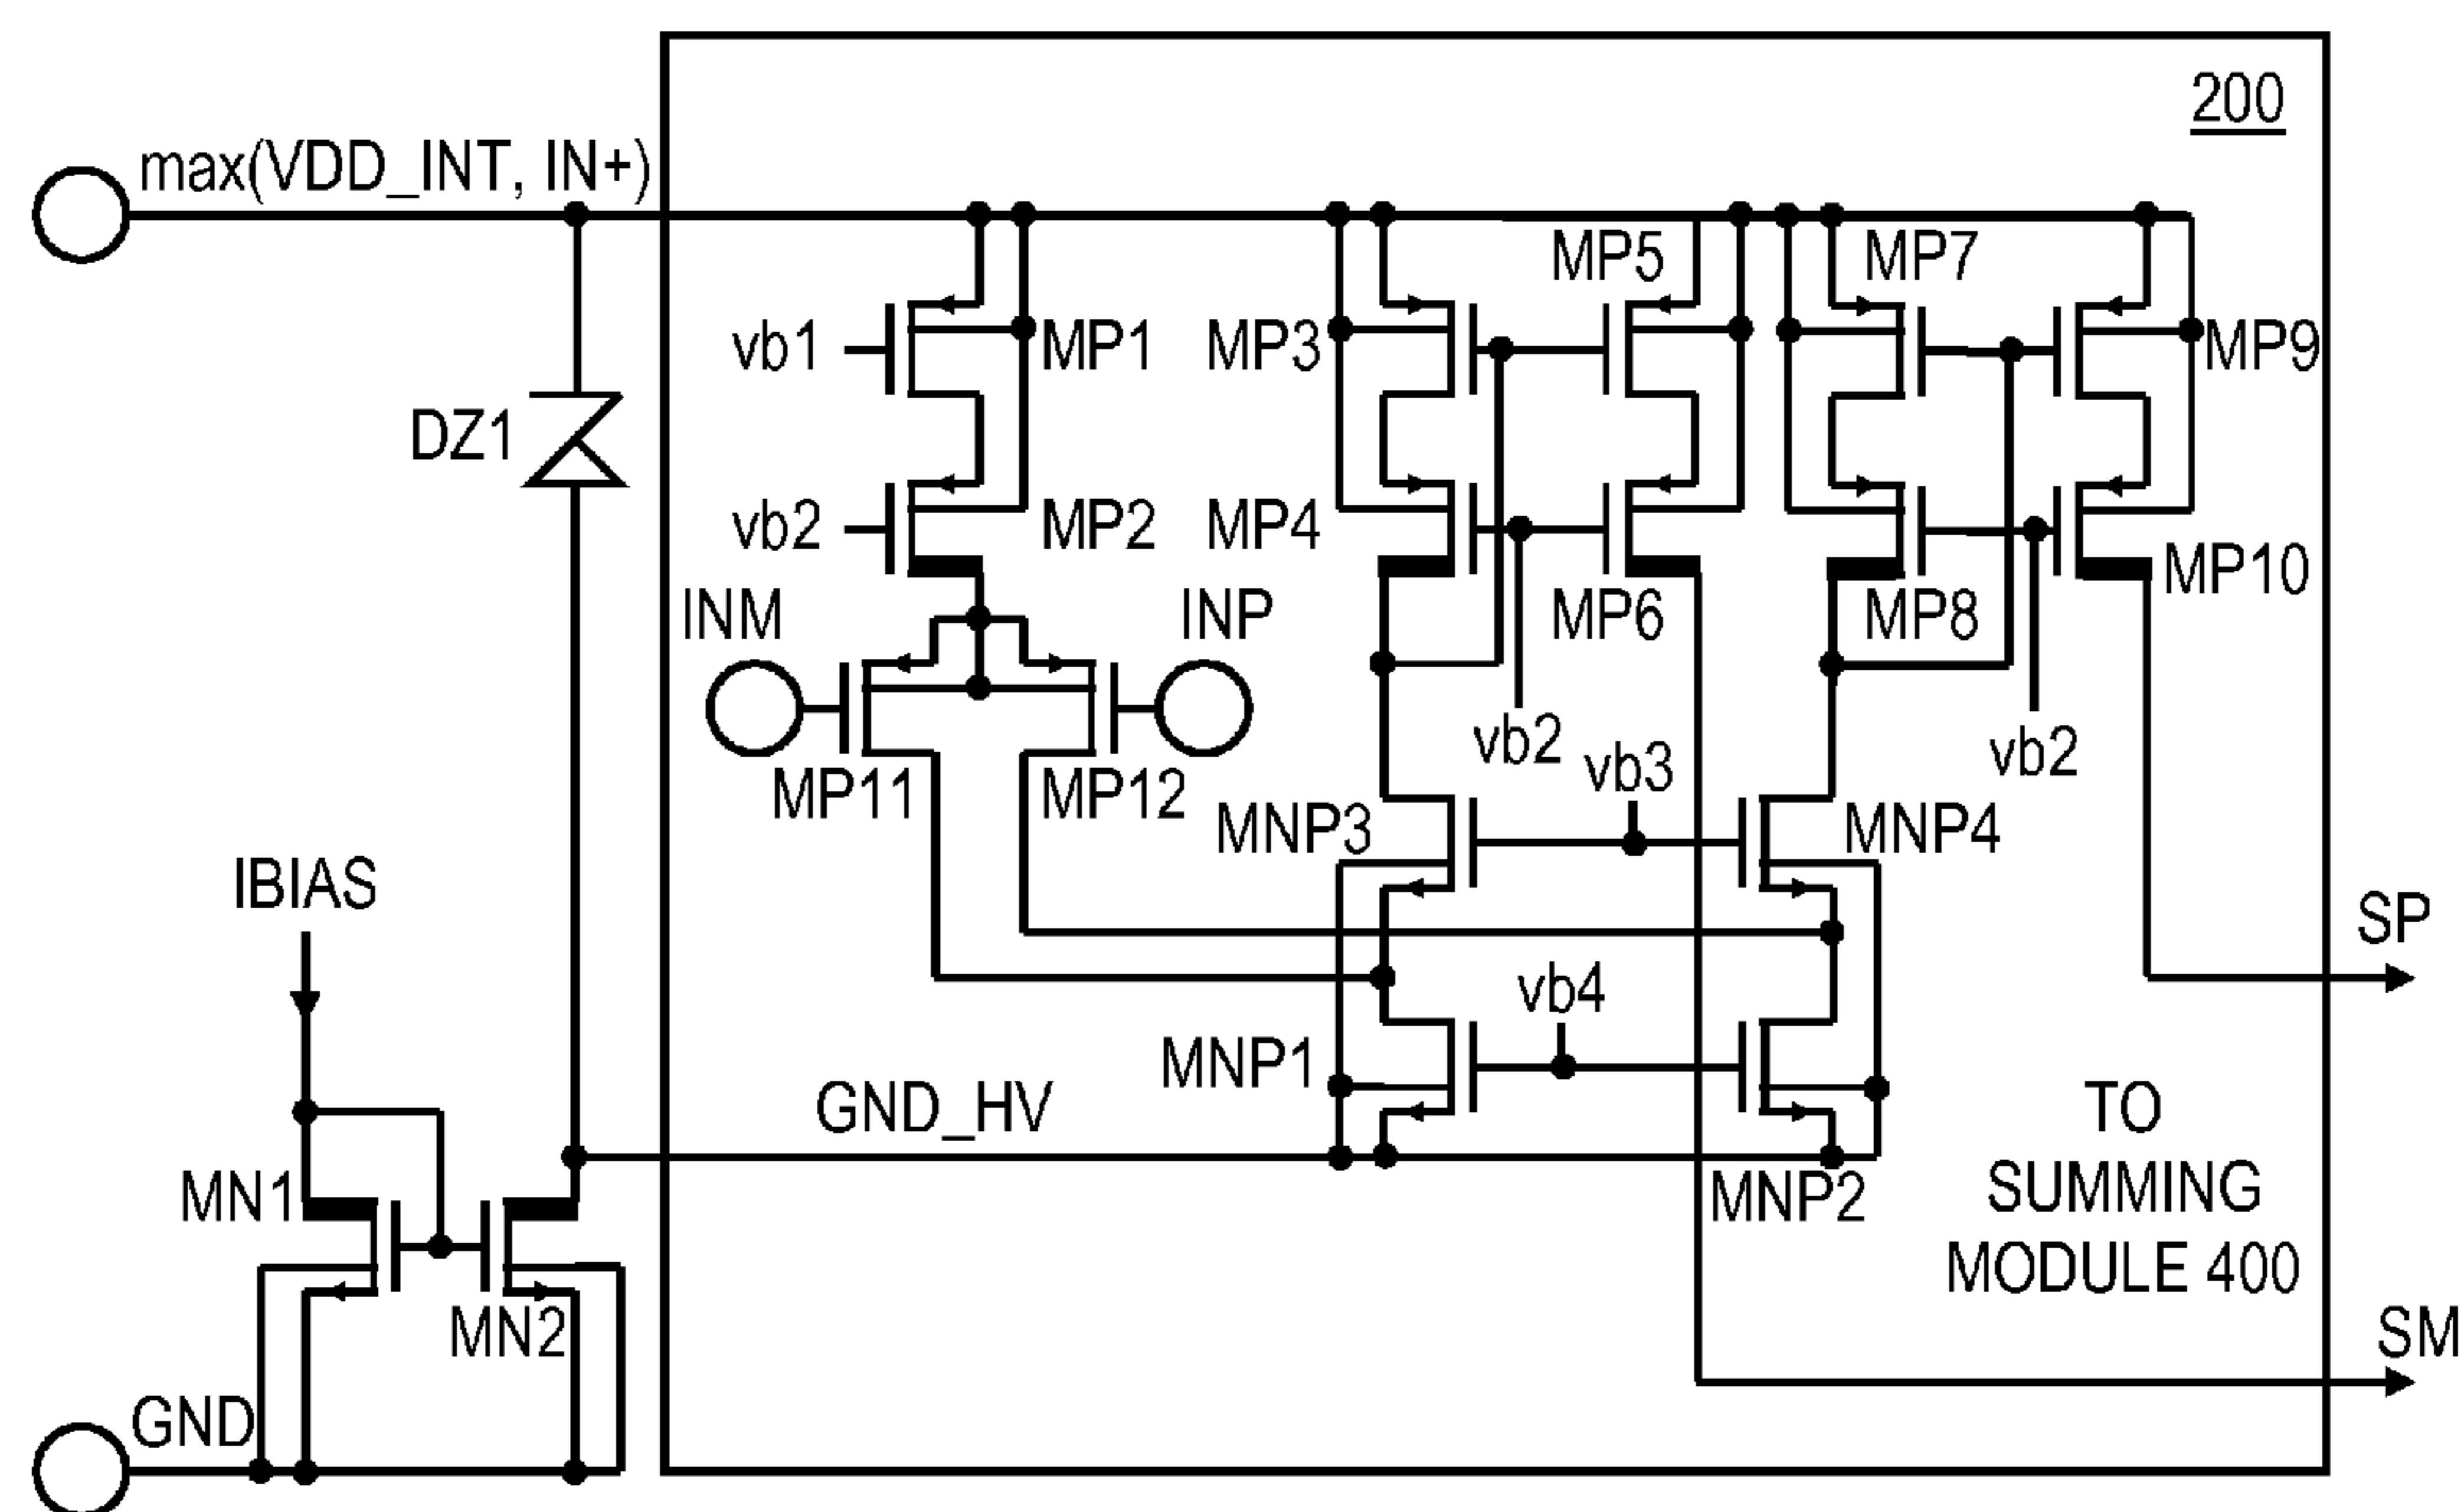 200
max(VDD_INT, IN+)
MP5
MP7
vb1
MP1
MP3
MP9
DZ1
vb2
MP2
MP4
MP10
INM
INP
MP6
MP8
vb2
vb2
vb3
MP11
MP12
MNP3
MNP4
IBIAS
SP
vb4
MNP1
GND_HV
TO
SUMMING
MODULE 400
MN1
MNP2
MN2
SM
GND